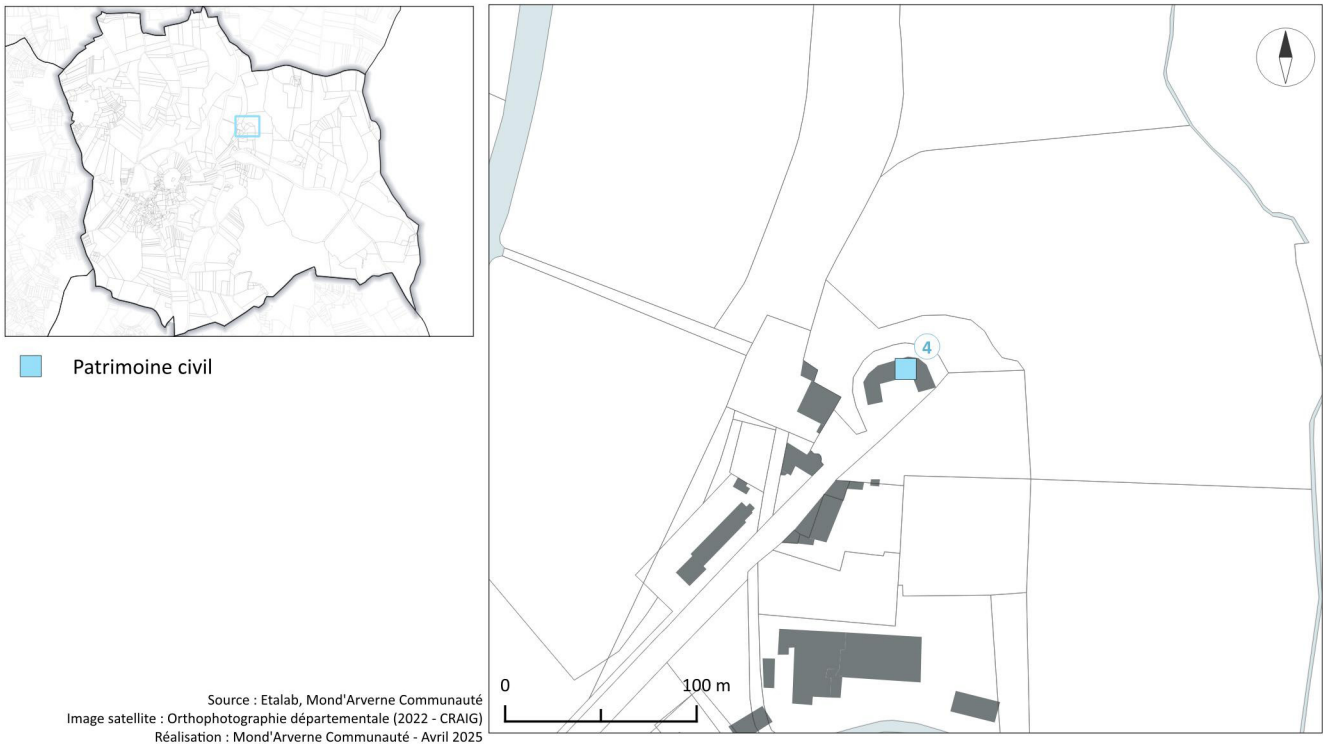 4
Patrimoine civil
0 100 m
Source : Etalab, Mond'Arverne Communauté
Image satellite : Orthophotographie départementale (2022 - CRAIG)
Réalisation : Mond'Arverne Communauté - Avril 2025